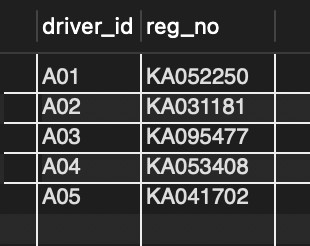 driver_id reg_no
A01 KA052250
A02 KA031181
A03 KA095477
A04 KA053408
A05 KA041702